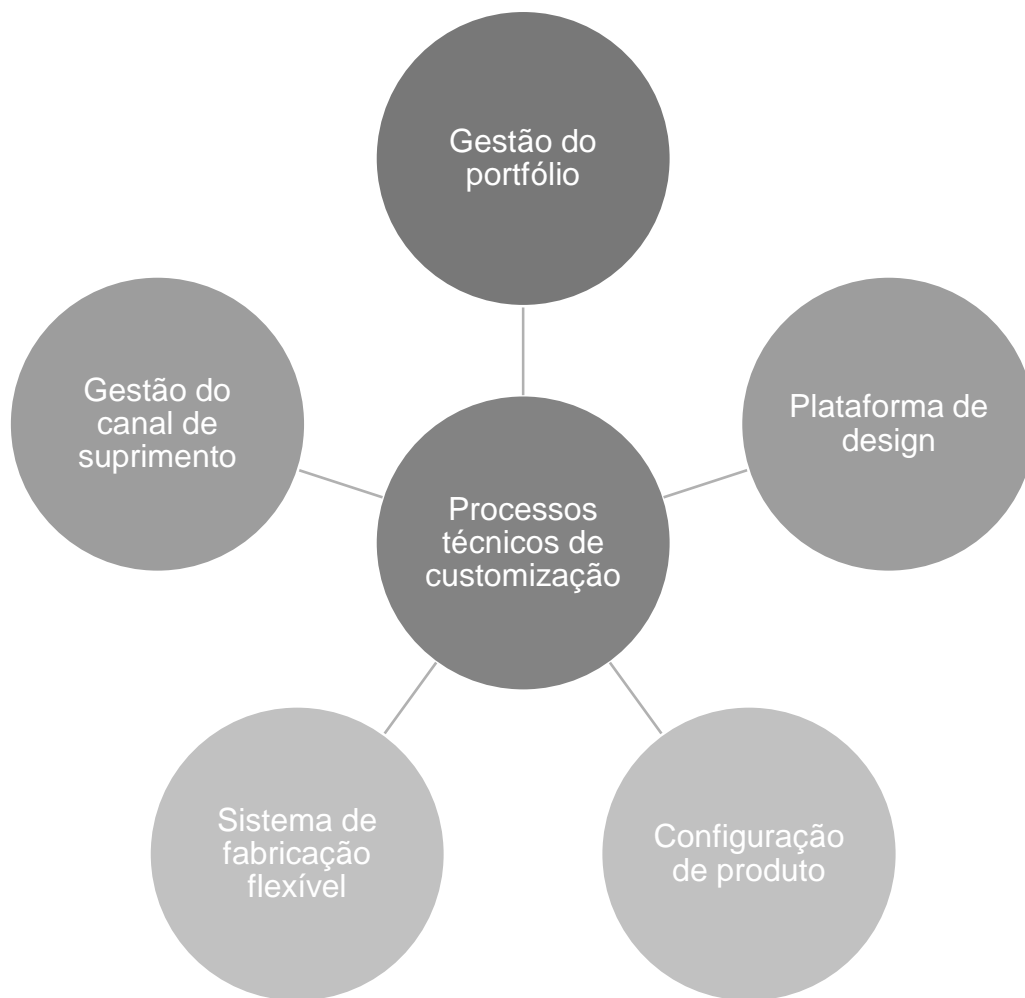 Gestão do
portfólio
Gestão do
canal de
suprimento
Plataforma de
design
Processos
técnicos de
customização
Sistema de
fabricação
flexível
Configuração
de produto